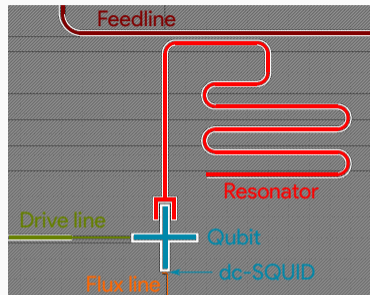 Feedline
Resonator
Drive line
Qubit
Flux line
dc-SQUID